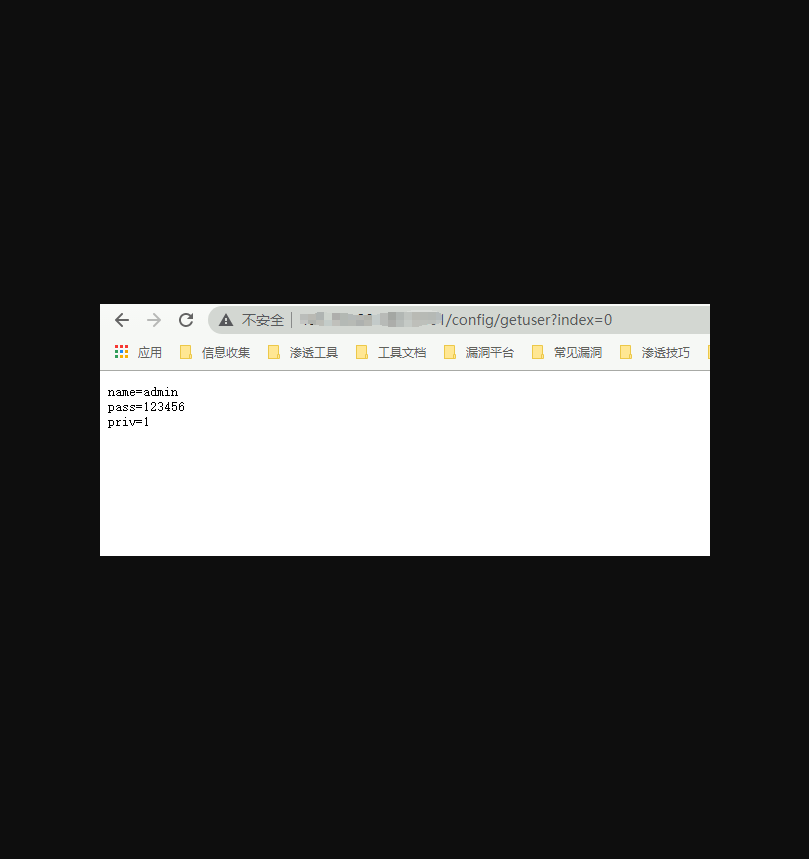 不安全 | /config/getuser?index=0
应用 信息收集 渗透工具 工具文档 漏洞平台 常见漏洞 渗透技巧
name=admin
pass=123456
priv=1